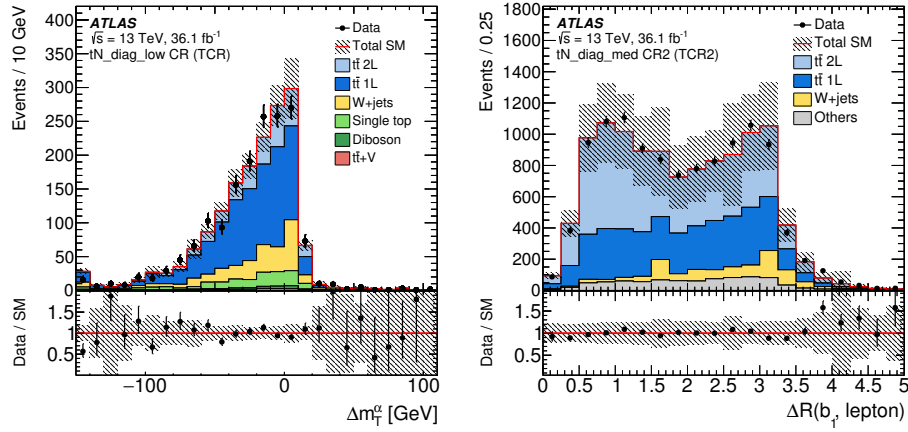 ATLAS
√s = 13 TeV, 36.1 fb⁻¹
tN_diag_low CR (TCR)
Data
Total SM
tt̄ 2L
tt̄ 1L
W+jets
Single top
Diboson
tt̄+V
Events / 10 GeV
400
350
300
250
200
150
100
50
0
Data / SM
1.5
1
0.5
−100
0
100
Δm_T^α [GeV]
ATLAS
√s = 13 TeV, 36.1 fb⁻¹
tN_diag_med CR2 (TCR2)
Data
Total SM
tt̄ 2L
tt̄ 1L
W+jets
Others
Events / 0.25
1800
1600
1400
1200
1000
800
600
400
200
0
Data / SM
1.5
1
0.5
0 0.5 1 1.5 2 2.5 3 3.5 4 4.5 5
ΔR(b₁, lepton)